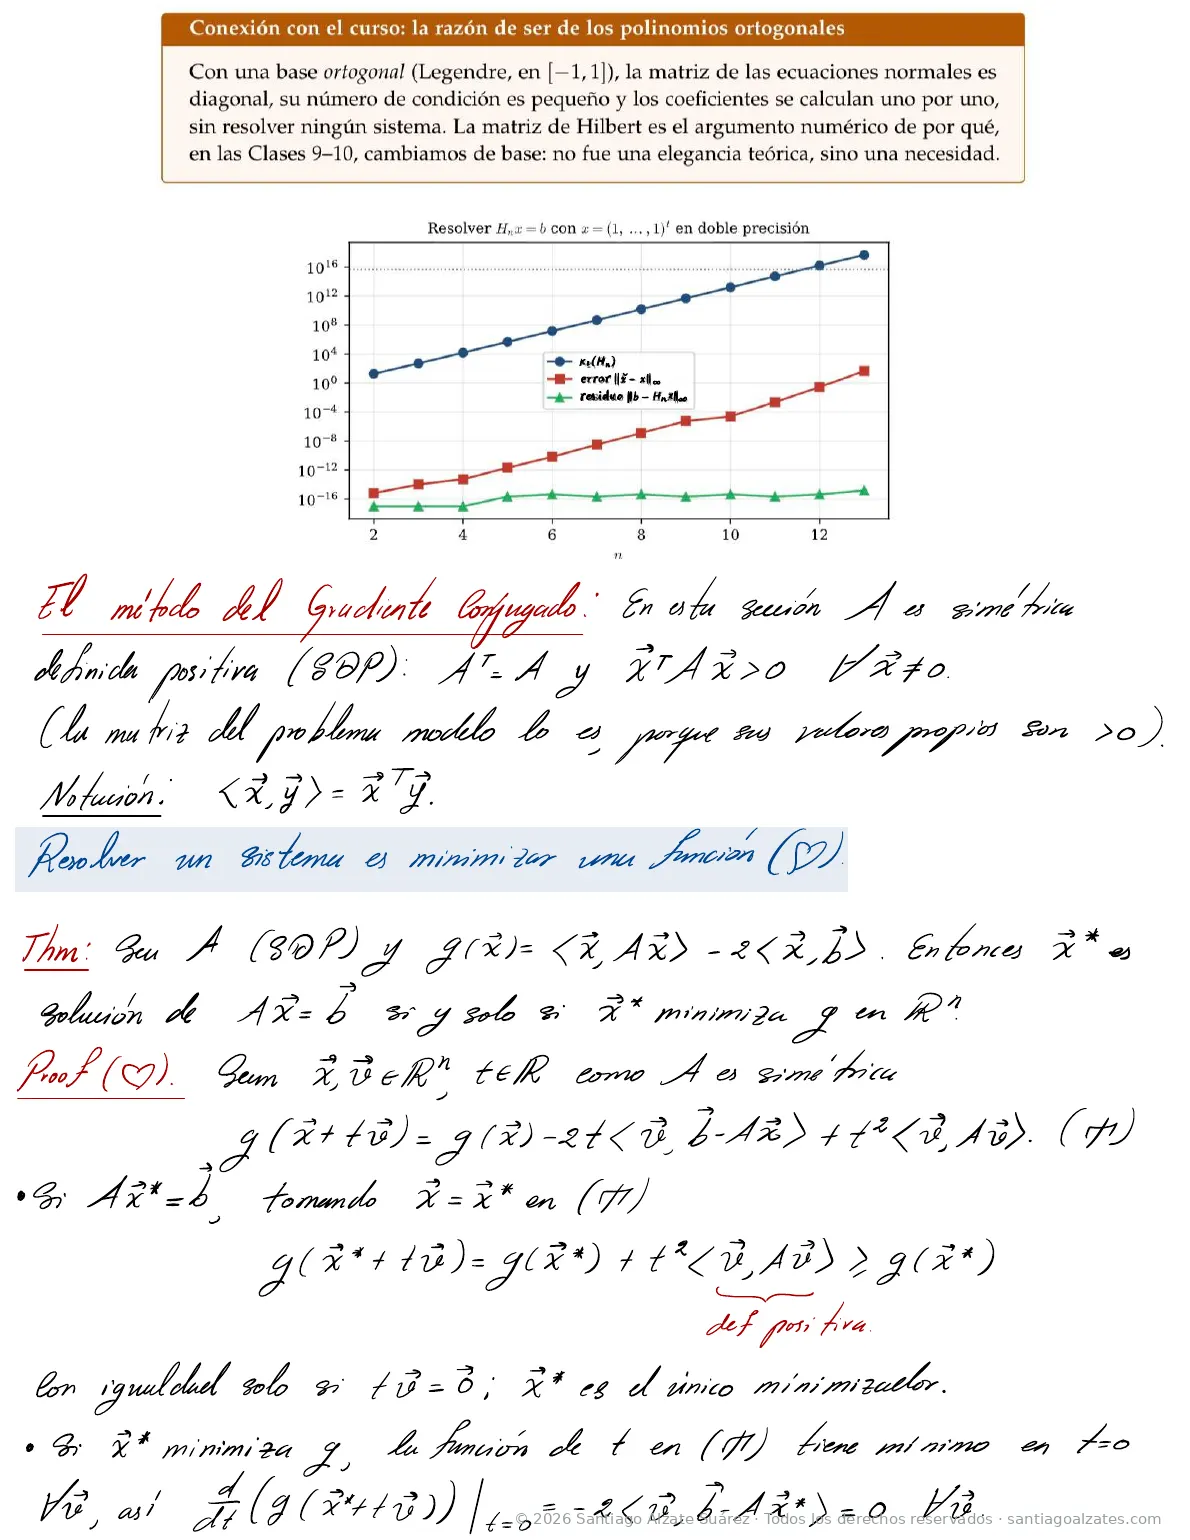 Conexión con el curso: la razón de ser de los polinomios ortogonales
Con una base ortogonal (Legendre, en [−1, 1]), la matriz de las ecuaciones normales es
diagonal, su número de condición es pequeño y los coeficientes se calculan uno por uno,
sin resolver ningún sistema. La matriz de Hilbert es el argumento numérico de por qué,
en las Clases 9–10, cambiamos de base: no fue una elegancia teórica, sino una necesidad.
Resolver Hₙx = b con x = (1, ..., 1)ᵗ en doble precisión
10¹⁶
10¹²
10⁸
10⁴
10⁰
10⁻⁴
10⁻⁸
10⁻¹²
10⁻¹⁶
κ₂(Hₙ)
error ‖x̃ − x‖∞
residuo ‖b − Hₙx̃‖∞
2 4 6 8 10 12
n
El método del Gradiente Conjugado: En esta sección A es simétrica
definida positiva (SDP): Aᵀ = A y x⃗ᵀ A x⃗ > 0 ∀ x⃗ ≠ 0.
(la matriz del problema modelo lo es, porque sus valores propios son >0).
Notación: ⟨x⃗, y⃗⟩ = x⃗ᵀ y⃗.
Resolver un sistema es minimizar una función (♡).
Thm: Sea A (SDP) y g(x⃗) = ⟨x⃗, Ax⃗⟩ − 2⟨x⃗, b⃗⟩. Entonces x⃗* es
solución de Ax⃗ = b⃗ si y solo si x⃗* minimiza g en ℝⁿ.
Proof (♡). Sean x⃗, v⃗ ∈ ℝⁿ, t ∈ ℝ como A es simétrica
g(x⃗ + t v⃗) = g(x⃗) − 2t⟨v⃗, b⃗ − Ax⃗⟩ + t²⟨v⃗, Av⃗⟩.
• Si Ax⃗* = b⃗, tomando x⃗ = x⃗* en
g(x⃗* + t v⃗) = g(x⃗*) + t²⟨v⃗, Av⃗⟩ ≥ g(x⃗*)
def positiva.
Con igualdad solo si t v⃗ = 0⃗; x⃗* es el único minimizador.
• Si x⃗* minimiza g, la función de t en tiene mínimo en t=0
∀ v⃗, así d/dt (g(x⃗* + t v⃗)) |ₜ₌₀ = −2⟨v⃗, b⃗ − Ax⃗*⟩ = 0 ∀ v⃗.
© 2026 Santiago Alzate Suárez · Todos los derechos reservados · santiagoalzates.com